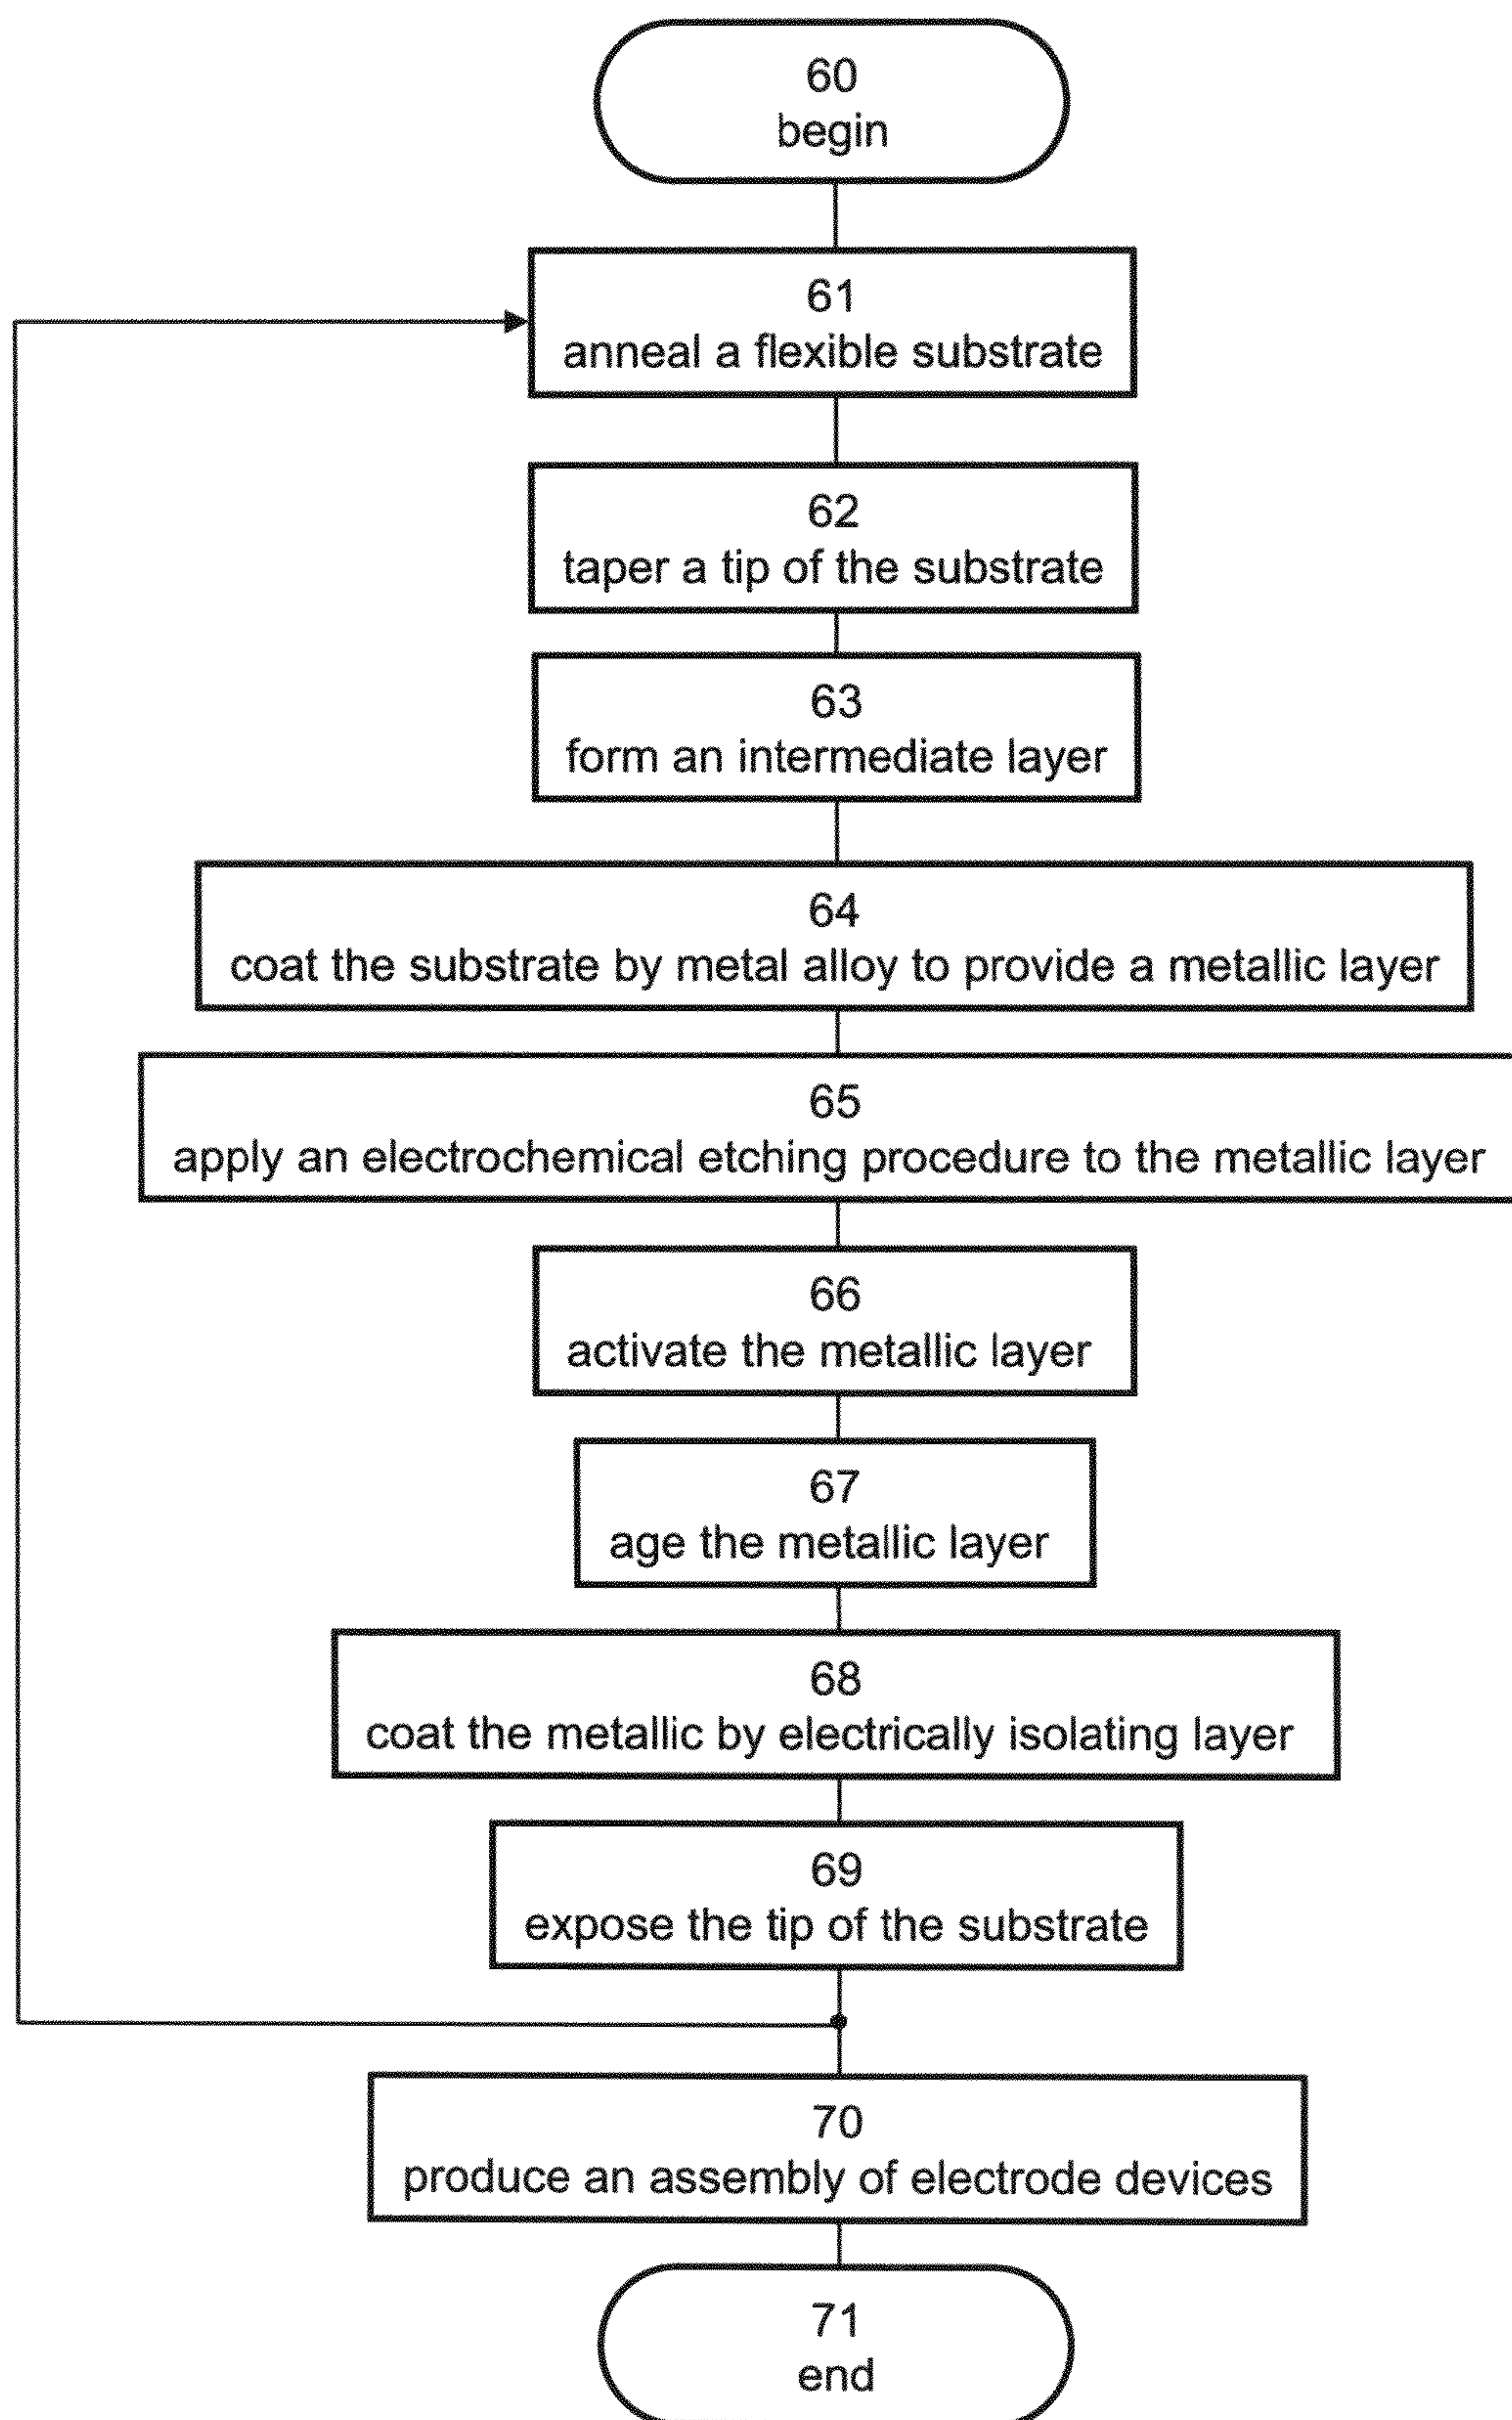 60
begin
61
anneal a flexible substrate
62
taper a tip of the substrate
63
form an intermediate layer
64
coat the substrate by metal alloy to provide a metallic layer
65
apply an electrochemical etching procedure to the metallic layer
66
activate the metallic layer
67
age the metallic layer
68
coat the metallic by electrically isolating layer
69
expose the tip of the substrate
70
produce an assembly of electrode devices
71
end